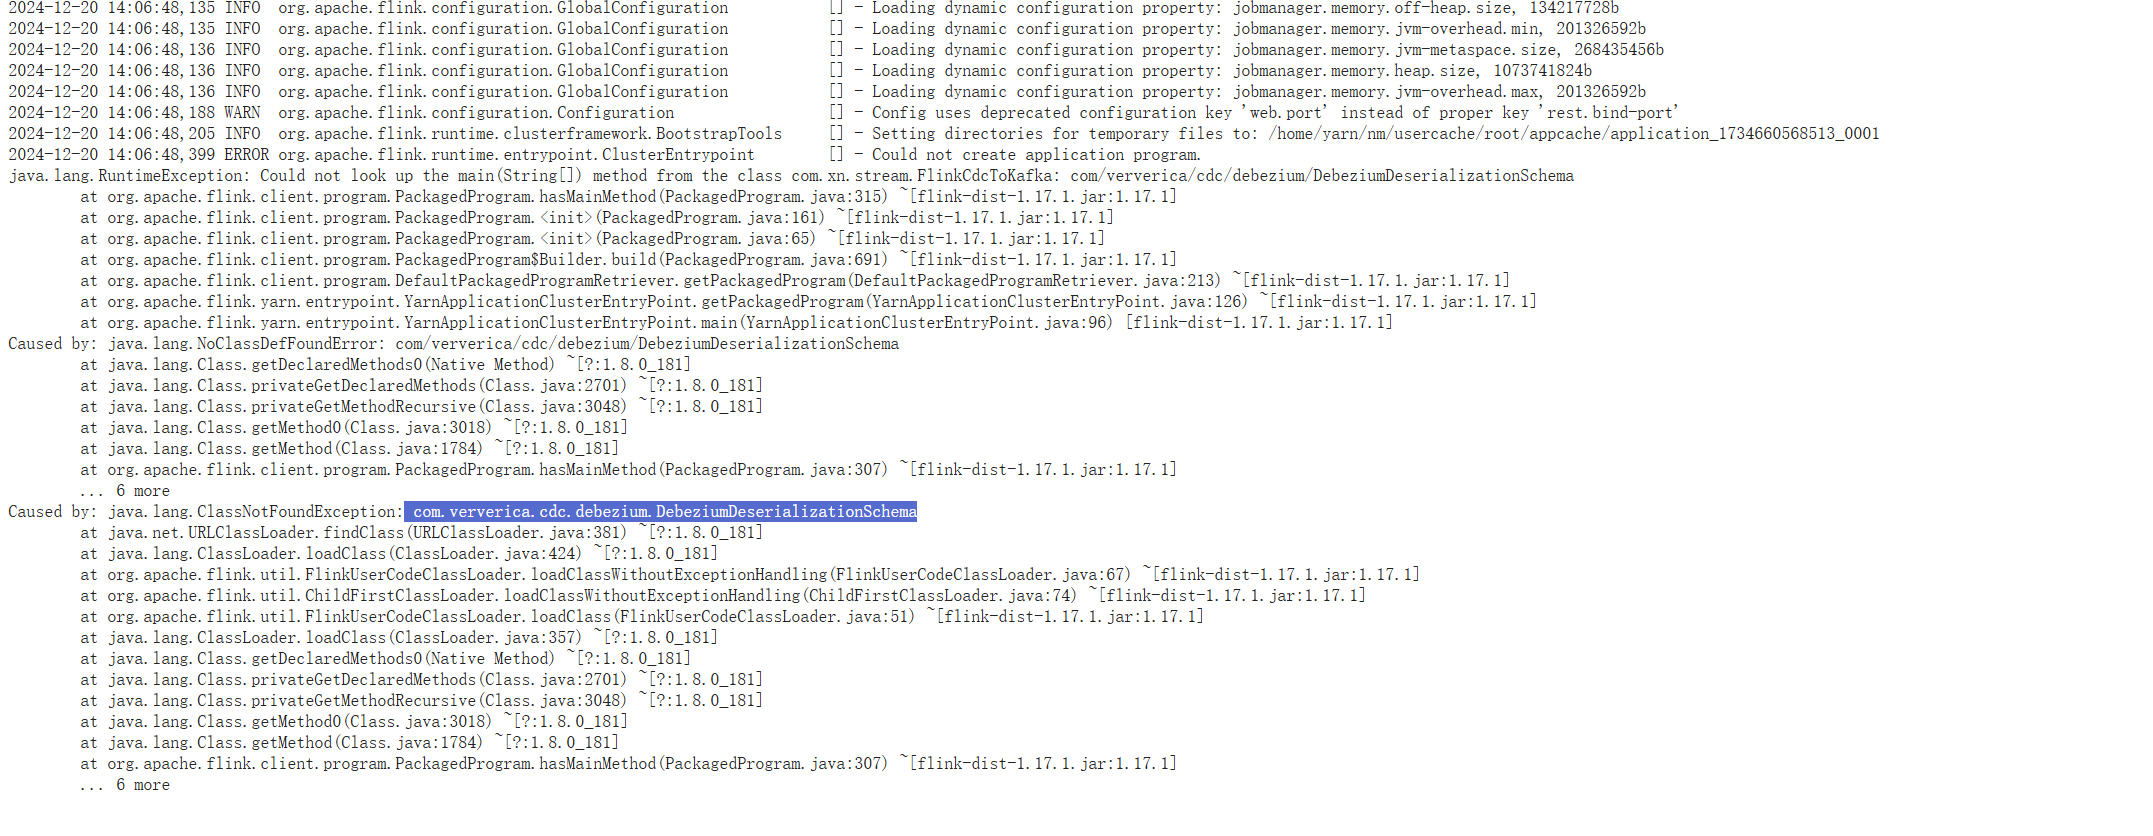 2024-12-20 14:06:48,135 INFO  org.apache.flink.configuration.GlobalConfiguration           [] - Loading dynamic configuration property: jobmanager.memory.off-heap.size, 134217728b
2024-12-20 14:06:48,135 INFO  org.apache.flink.configuration.GlobalConfiguration           [] - Loading dynamic configuration property: jobmanager.memory.jvm-overhead.min, 201326592b
2024-12-20 14:06:48,136 INFO  org.apache.flink.configuration.GlobalConfiguration           [] - Loading dynamic configuration property: jobmanager.memory.jvm-metaspace.size, 268435456b
2024-12-20 14:06:48,136 INFO  org.apache.flink.configuration.GlobalConfiguration           [] - Loading dynamic configuration property: jobmanager.memory.heap.size, 1073741824b
2024-12-20 14:06:48,136 INFO  org.apache.flink.configuration.GlobalConfiguration           [] - Loading dynamic configuration property: jobmanager.memory.jvm-overhead.max, 201326592b
2024-12-20 14:06:48,188 WARN  org.apache.flink.configuration.Configuration                 [] - Config uses deprecated configuration key 'web.port' instead of proper key 'rest.bind-port'
2024-12-20 14:06:48,205 INFO  org.apache.flink.runtime.clusterframework.BootstrapTools     [] - Setting directories for temporary files to: /home/yarn/nm/usercache/root/appcache/application_1734660568513_0001
2024-12-20 14:06:48,399 ERROR org.apache.flink.runtime.entrypoint.ClusterEntrypoint        [] - Could not create application program.
java.lang.RuntimeException: Could not look up the main(String[]) method from the class com.xn.stream.FlinkCdcToKafka: com/ververica/cdc/debezium/DebeziumDeserializationSchema
	at org.apache.flink.client.program.PackagedProgram.hasMainMethod(PackagedProgram.java:315) ~[flink-dist-1.17.1.jar:1.17.1]
	at org.apache.flink.client.program.PackagedProgram.<init>(PackagedProgram.java:161) ~[flink-dist-1.17.1.jar:1.17.1]
	at org.apache.flink.client.program.PackagedProgram.<init>(PackagedProgram.java:65) ~[flink-dist-1.17.1.jar:1.17.1]
	at org.apache.flink.client.program.PackagedProgram$Builder.build(PackagedProgram.java:691) ~[flink-dist-1.17.1.jar:1.17.1]
	at org.apache.flink.client.program.DefaultPackagedProgramRetriever.getPackagedProgram(DefaultPackagedProgramRetriever.java:213) ~[flink-dist-1.17.1.jar:1.17.1]
	at org.apache.flink.yarn.entrypoint.YarnApplicationClusterEntryPoint.getPackagedProgram(YarnApplicationClusterEntryPoint.java:126) ~[flink-dist-1.17.1.jar:1.17.1]
	at org.apache.flink.yarn.entrypoint.YarnApplicationClusterEntryPoint.main(YarnApplicationClusterEntryPoint.java:96) [flink-dist-1.17.1.jar:1.17.1]
Caused by: java.lang.NoClassDefFoundError: com/ververica/cdc/debezium/DebeziumDeserializationSchema
	at java.lang.Class.getDeclaredMethods0(Native Method) ~[?:1.8.0_181]
	at java.lang.Class.privateGetDeclaredMethods(Class.java:2701) ~[?:1.8.0_181]
	at java.lang.Class.privateGetMethodRecursive(Class.java:3048) ~[?:1.8.0_181]
	at java.lang.Class.getMethod0(Class.java:3018) ~[?:1.8.0_181]
	at java.lang.Class.getMethod(Class.java:1784) ~[?:1.8.0_181]
	at org.apache.flink.client.program.PackagedProgram.hasMainMethod(PackagedProgram.java:307) ~[flink-dist-1.17.1.jar:1.17.1]
	... 6 more
Caused by: java.lang.ClassNotFoundException: com.ververica.cdc.debezium.DebeziumDeserializationSchema
	at java.net.URLClassLoader.findClass(URLClassLoader.java:381) ~[?:1.8.0_181]
	at java.lang.ClassLoader.loadClass(ClassLoader.java:424) ~[?:1.8.0_181]
	at org.apache.flink.util.FlinkUserCodeClassLoader.loadClassWithoutExceptionHandling(FlinkUserCodeClassLoader.java:67) ~[flink-dist-1.17.1.jar:1.17.1]
	at org.apache.flink.util.ChildFirstClassLoader.loadClassWithoutExceptionHandling(ChildFirstClassLoader.java:74) ~[flink-dist-1.17.1.jar:1.17.1]
	at org.apache.flink.util.FlinkUserCodeClassLoader.loadClass(FlinkUserCodeClassLoader.java:51) ~[flink-dist-1.17.1.jar:1.17.1]
	at java.lang.ClassLoader.loadClass(ClassLoader.java:357) ~[?:1.8.0_181]
	at java.lang.Class.getDeclaredMethods0(Native Method) ~[?:1.8.0_181]
	at java.lang.Class.privateGetDeclaredMethods(Class.java:2701) ~[?:1.8.0_181]
	at java.lang.Class.privateGetMethodRecursive(Class.java:3048) ~[?:1.8.0_181]
	at java.lang.Class.getMethod0(Class.java:3018) ~[?:1.8.0_181]
	at java.lang.Class.getMethod(Class.java:1784) ~[?:1.8.0_181]
	at org.apache.flink.client.program.PackagedProgram.hasMainMethod(PackagedProgram.java:307) ~[flink-dist-1.17.1.jar:1.17.1]
	... 6 more